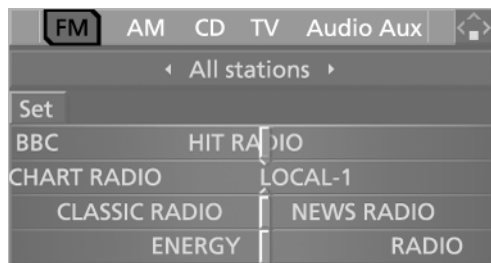 FM AM CD TV Audio Aux
All stations
Set
BBC HIT RADIO
CHART RADIO LOCAL-1
CLASSIC RADIO NEWS RADIO
ENERGY RADIO